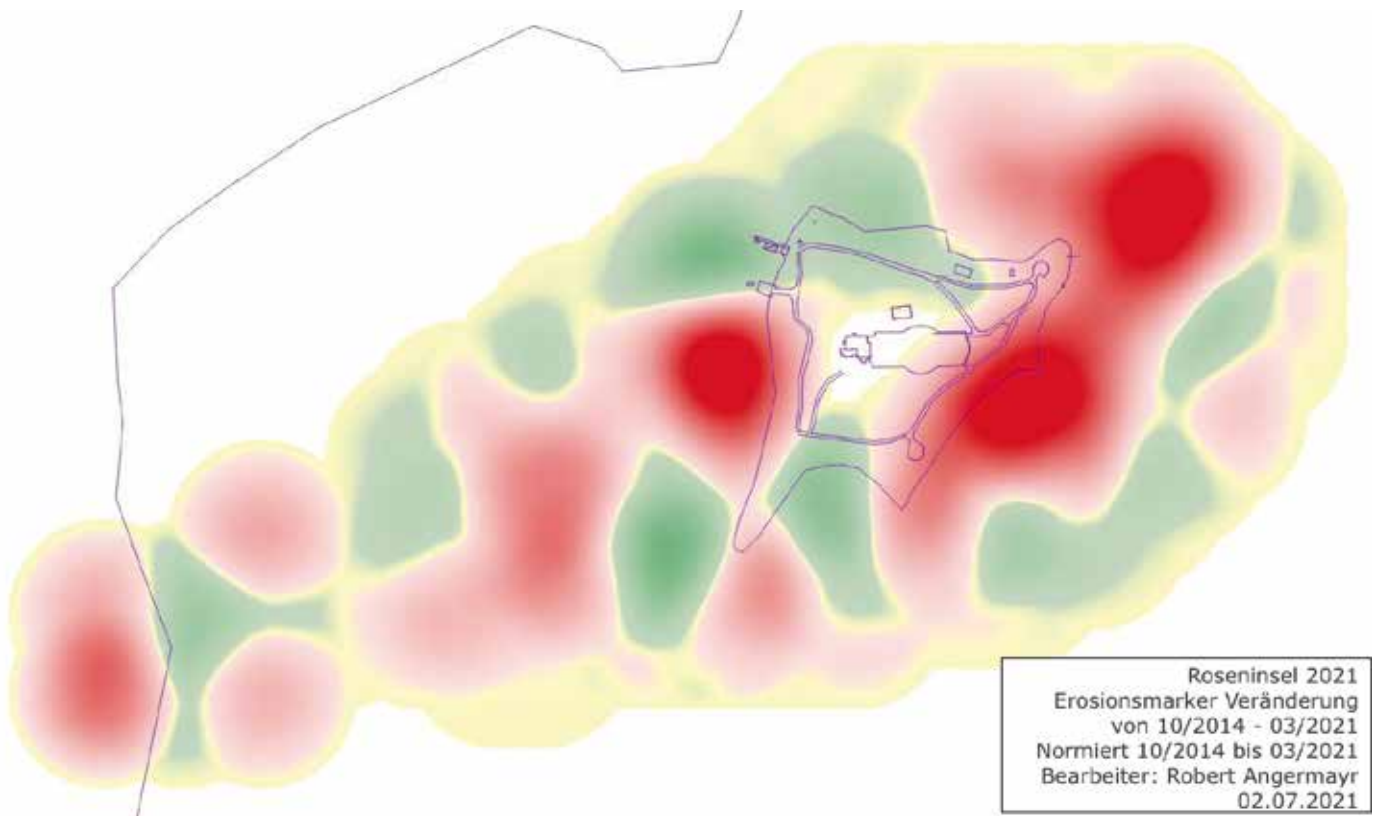 Roseninsel 2021
Erosionsmarker Veränderung
von 10/2014 - 03/2021
Normiert 10/2014 bis 03/2021
Bearbeiter: Robert Angermayr
02.07.2021